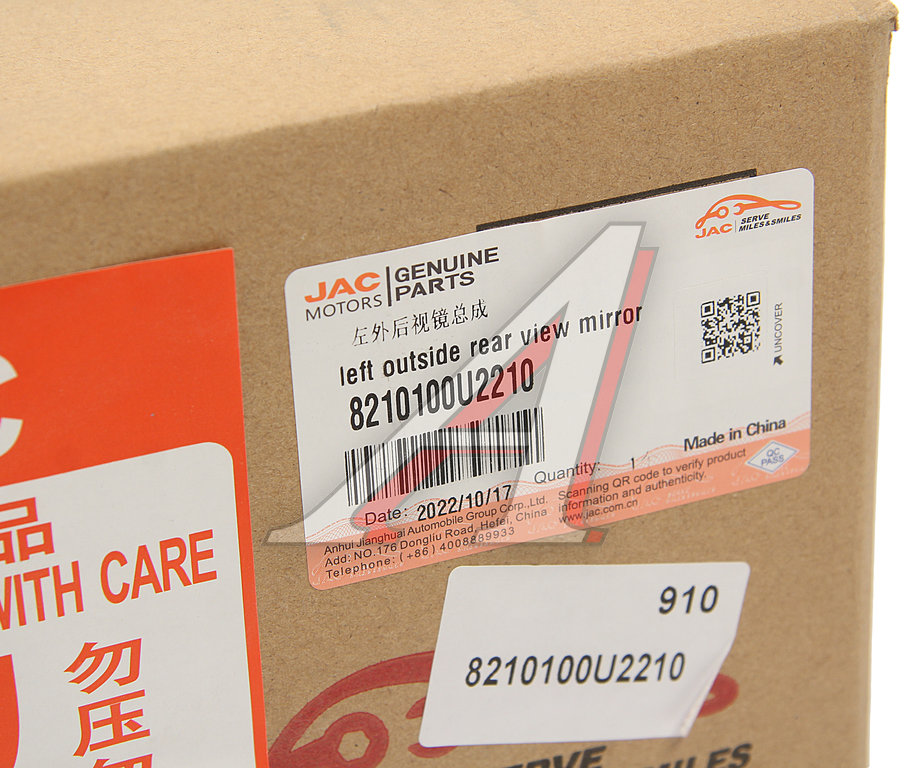 JAC
MOTORS
GENUINE
PARTS
JAC
SERVE
MILES&SMILES
左外后视镜总成
left outside rear view mirror
8210100U2210
UNCOVER
Made in China
QC
PASS
Quantity: 1
Date: 2022/10/17
Scanning QR code to verify product
information and authenticity.
www.jac.com.cn
Anhui Jianghuai Automobile Group Corp., Ltd.
Add: NO.176 Dongliu Road, Hefei, China
Telephone: (+86) 4008889933
C
品
WITH CARE
勿
压
910
8210100U2210
SERVE
SMILES